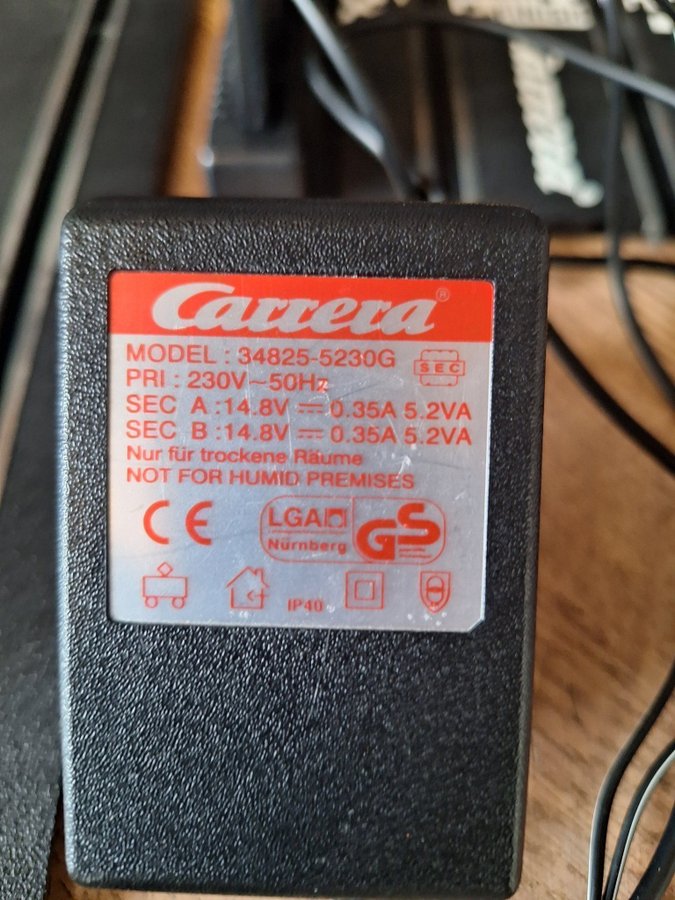 Carrera®
MODEL : 34825-5230G
SEC
PRI : 230V~50Hz
SEC A :14.8V ⎓ 0.35A 5.2VA
SEC B :14.8V ⎓ 0.35A 5.2VA
Nur für trockene Räume
NOT FOR HUMID PREMISES
CE
LGA
Nürnberg
GS
IP40